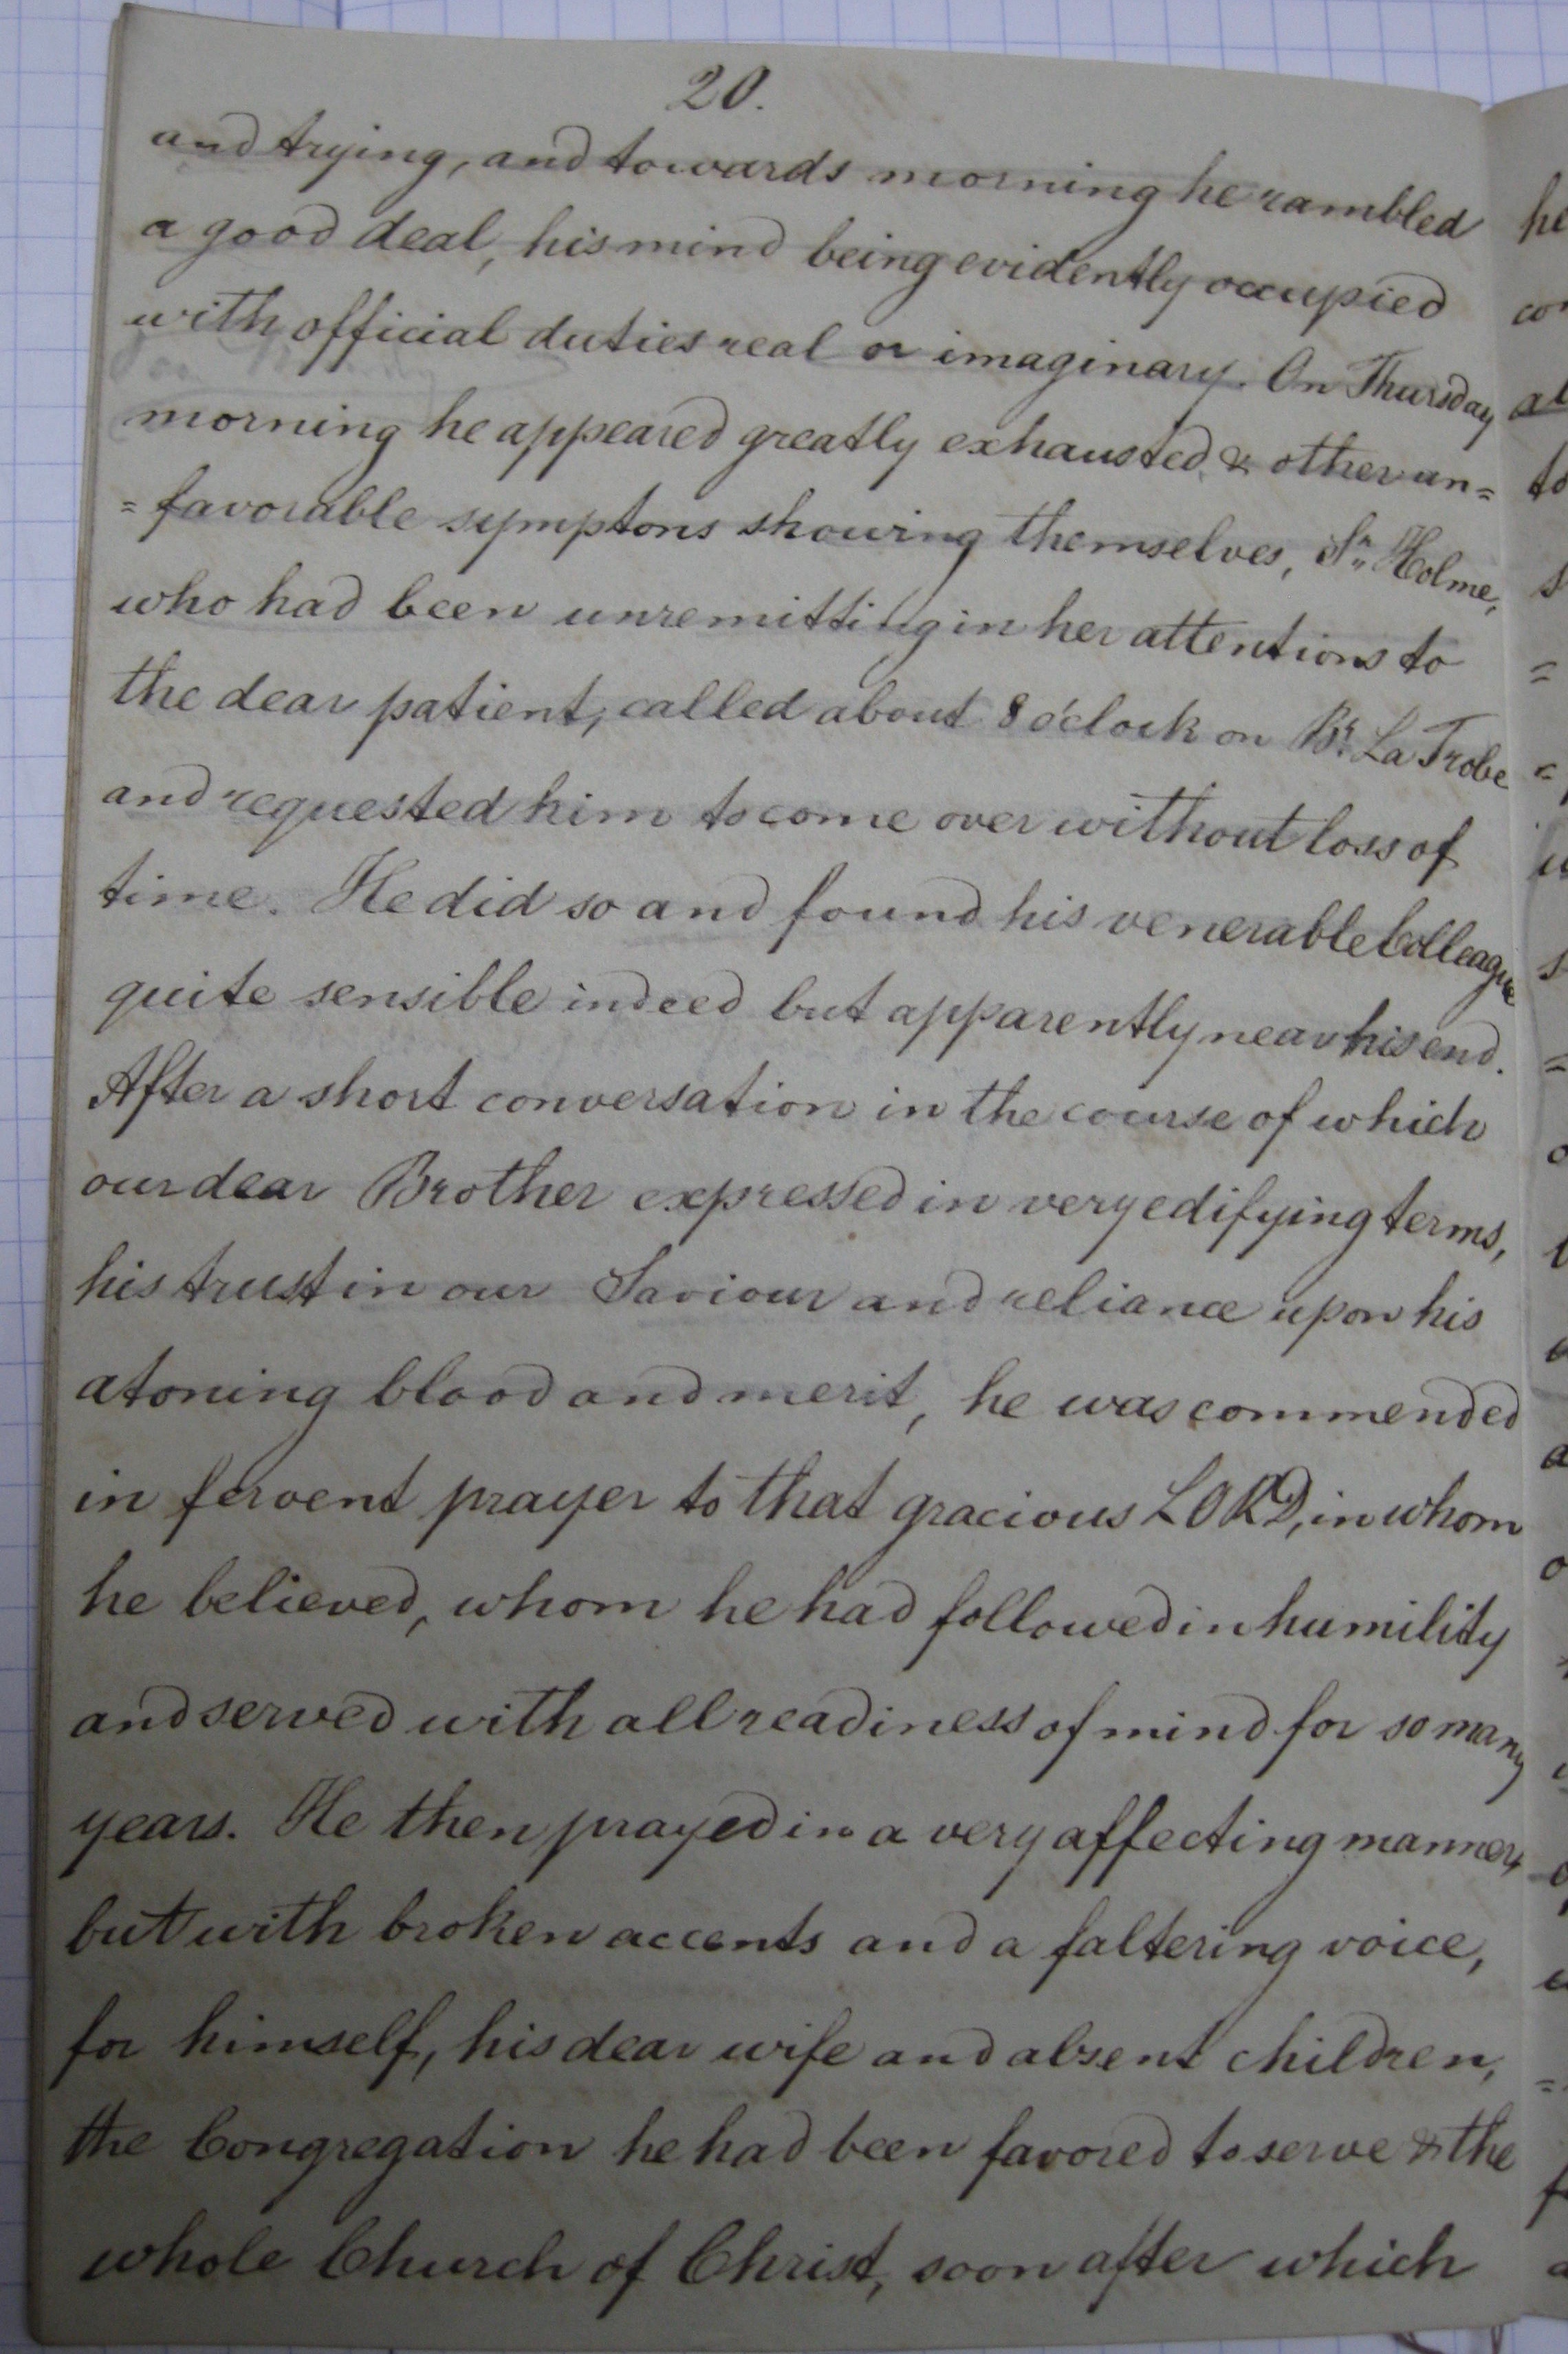 20.
and trying, and towards morning he rambled
a good deal, his mind being evidently occupied
with official duties real or imaginary. On Thursday
morning he appeared greatly exhausted & other un=
=favorable symptons showing themselves, Sr. Holme,
who had been unremitting in her attentions to
the dear patient, called about 8 o'clock on Br. La Trobe
and requested him to come over without loss of
time. He did so and found his venerable Colleague
quite sensible indeed but apparently near his end.
After a short conversation in the course of which
our dear Brother expressed in very edifying terms,
his trust in our Saviour and reliance upon his
atoning blood and merit, he was commended
in fervent prayer to that gracious LORD, in whom
he believed, whom he had followed in humility
and served with all readiness of mind for so many
years. He then prayed in a very affecting manner,
but with broken accents and a faltering voice,
for himself, his dear wife and absent children,
the Congregation he had been favored to serve & the
whole Church of Christ, soon after which